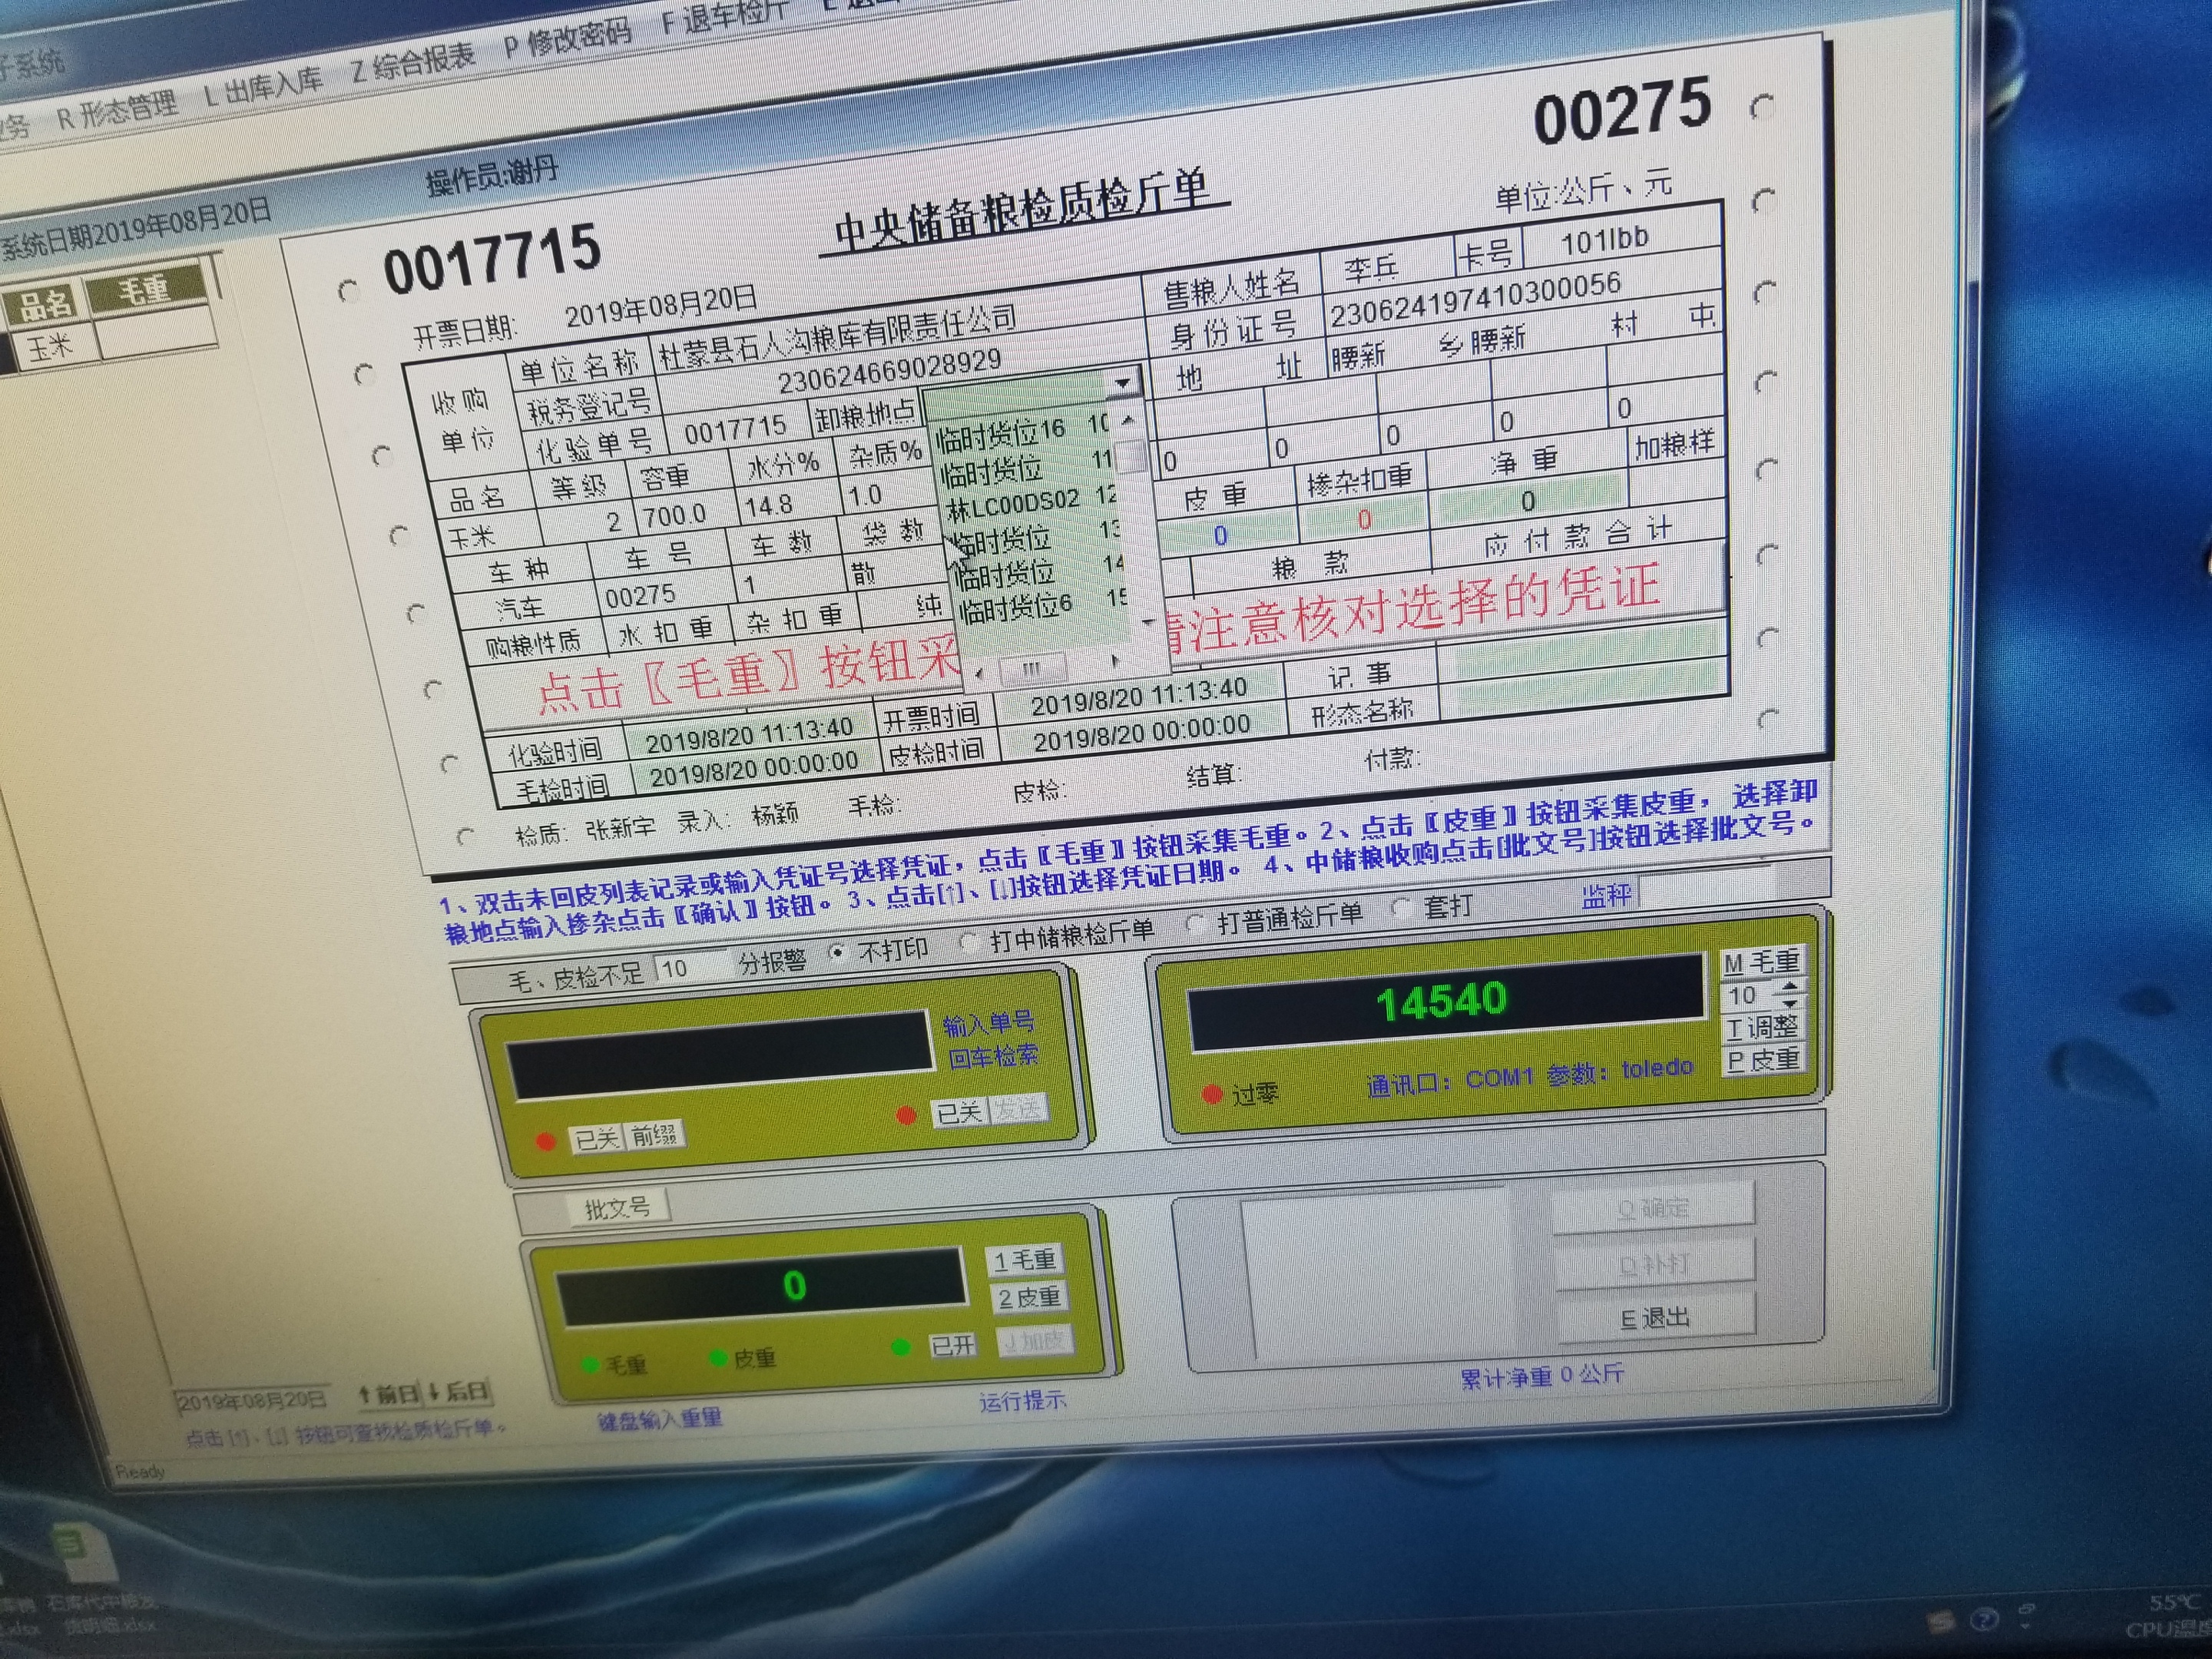 子系统
业务 R 形态管理 L 出库入库 Z 综合报表 P 修改密码 F 退车检斤
系统日期2019年08月20日 操作员:谢丹
品名 毛重
玉米
0017715 中央储备粮检质检斤单 00275
开票日期: 2019年08月20日 单位:公斤、元
收购单位 单位名称 杜蒙县石人沟粮库有限责任公司 售粮人姓名 李兵 卡号 101lbb
税务登记号 230624669028929 身份证号 230624197410300056
化验单号 0017715 卸粮地点 地址 腰新 乡 腰新 村 屯
品名 等级 容重 水分% 杂质% 0 0 0 0 0
玉米 2 700.0 14.8 1.0 皮重 掺杂扣重 净重 加粮样
车种 车号 车数 袋数 0 0 0
汽车 00275 1 散 粮款 应付款合计
购粮性质 水扣重 杂扣重 纯
临时货位16 10
临时货位 11
林LC00DS02 12
临时货位 13
临时货位 14
临时货位6 15
点击〖毛重〗按钮采 请注意核对选择的凭证
化验时间 2019/8/20 11:13:40 开票时间 2019/8/20 11:13:40 记事
毛检时间 2019/8/20 00:00:00 皮检时间 2019/8/20 00:00:00 形态名称
检质: 张新宇 录入: 杨颖 毛检: 皮检: 结算: 付款:
1、双击未回皮列表记录或输入凭证号选择凭证，点击〖毛重〗按钮采集毛重。2、点击〖皮重〗按钮采集皮重，选择卸
粮地点输入掺杂点击〖确认〗按钮。3、点击[↑]、[↓]按钮选择凭证日期。 4、中储粮收购点击[批文号]按钮选择批文号。
毛、皮检不足 10 分报警 不打印 打中储粮检斤单 打普通检斤单 套打 监秤
输入单号
回车检索
已关 前缀 已关 发送
14540
过零 通讯口: COM1 参数: toledo
M 毛重
10
T 调整
P 皮重
批文号
0
1 毛重
2 皮重
毛重 皮重 已开 J 加皮
O 确定
D 补打
E 退出
键盘输入重量 运行提示 累计净重 0 公斤
2019年08月20日 ↑前日 ↓后日
点击 [↑]、[↓] 按钮可查找检质检斤单。
Ready
.xlsx
.xlsx
55℃
CPU温度